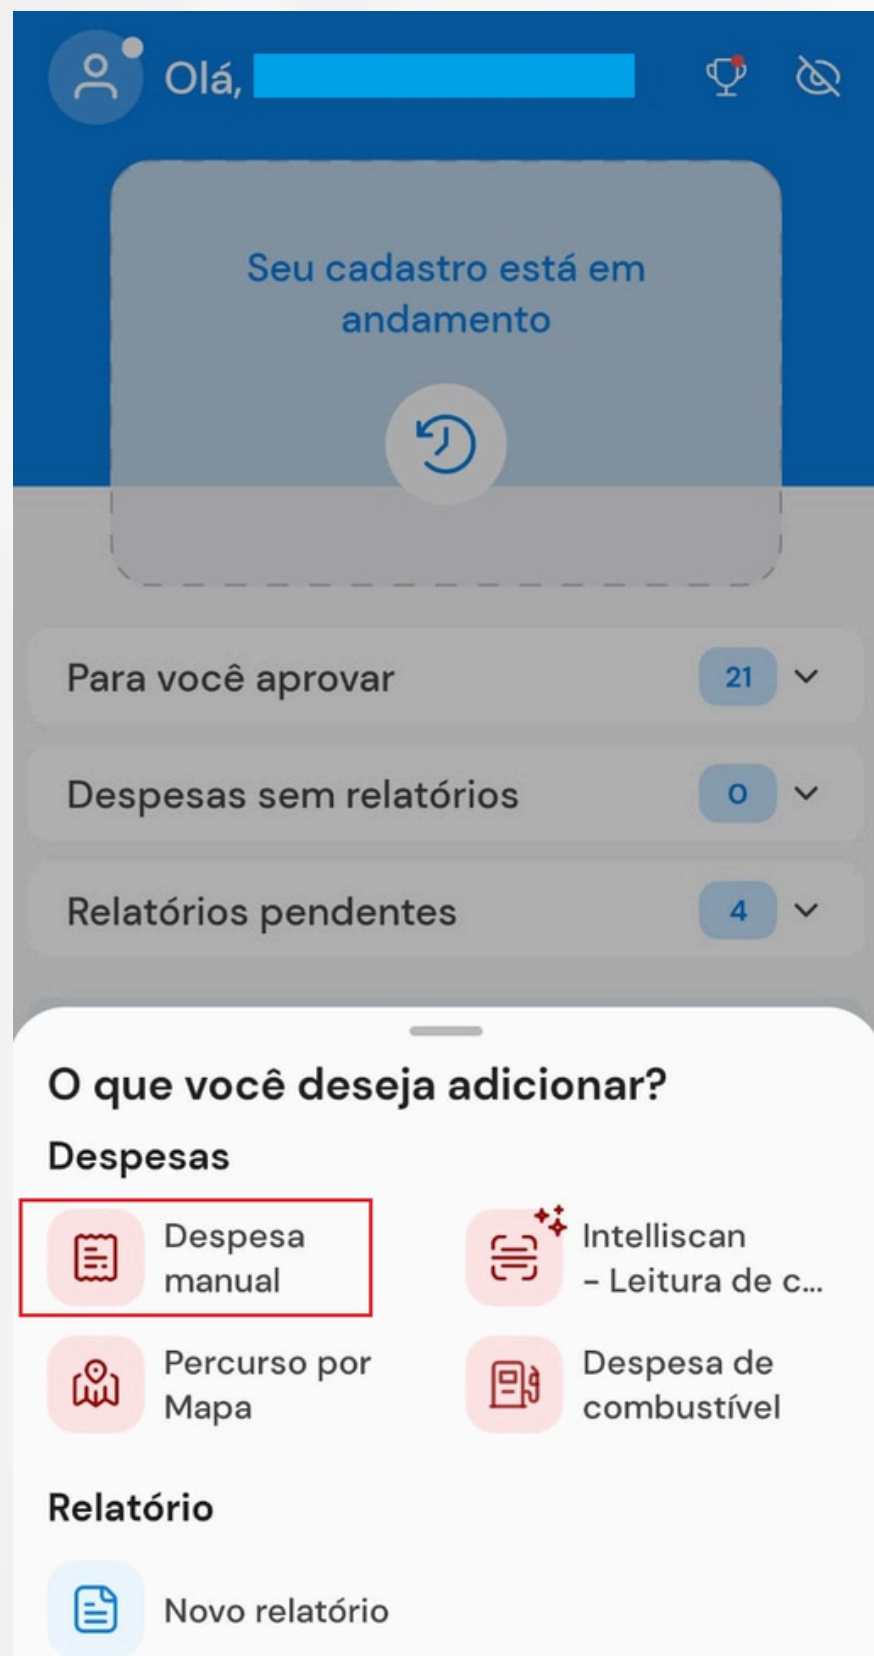 Olá,
Seu cadastro está em
andamento
Para você aprovar
21
Despesas sem relatórios
0
Relatórios pendentes
4
O que você deseja adicionar?
Despesas
Despesa
manual
Intelliscan
- Leitura de c...
Percurso por
Mapa
Despesa de
combustível
Relatório
Novo relatório